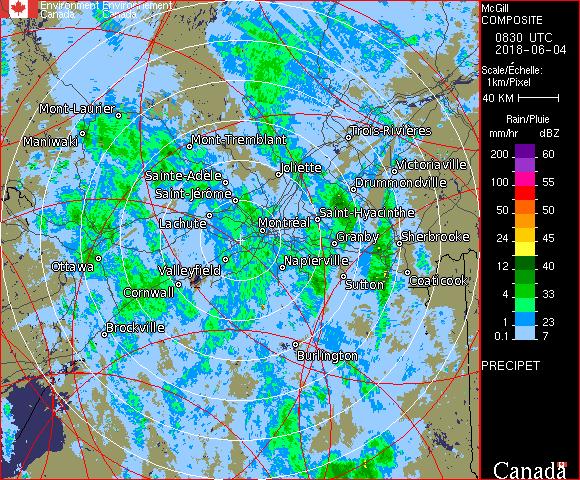 Environment Environnement
Canada Canada
McGill
COMPOSITE
0830 UTC
2018-06-04
Scale/Échelle:
1km/Pixel
40 KM
Rain/Pluie
mm/hr dBZ
200 60
100 55
50 50
24 45
12 40
4 33
1 23
0.1 7
PRECIPET
Canada
Mont-Laurier
Maniwaki
Mont-Tremblant
Trois-Rivières
Sainte-Adèle
Joliette
Victoriaville
Saint-Jérôme
Drummondville
Lachute
Montréal
Saint-Hyacinthe
Granby
Sherbrooke
Ottawa
Valleyfield
Napierville
Cornwall
Sutton
Coaticook
Brockville
Burlington